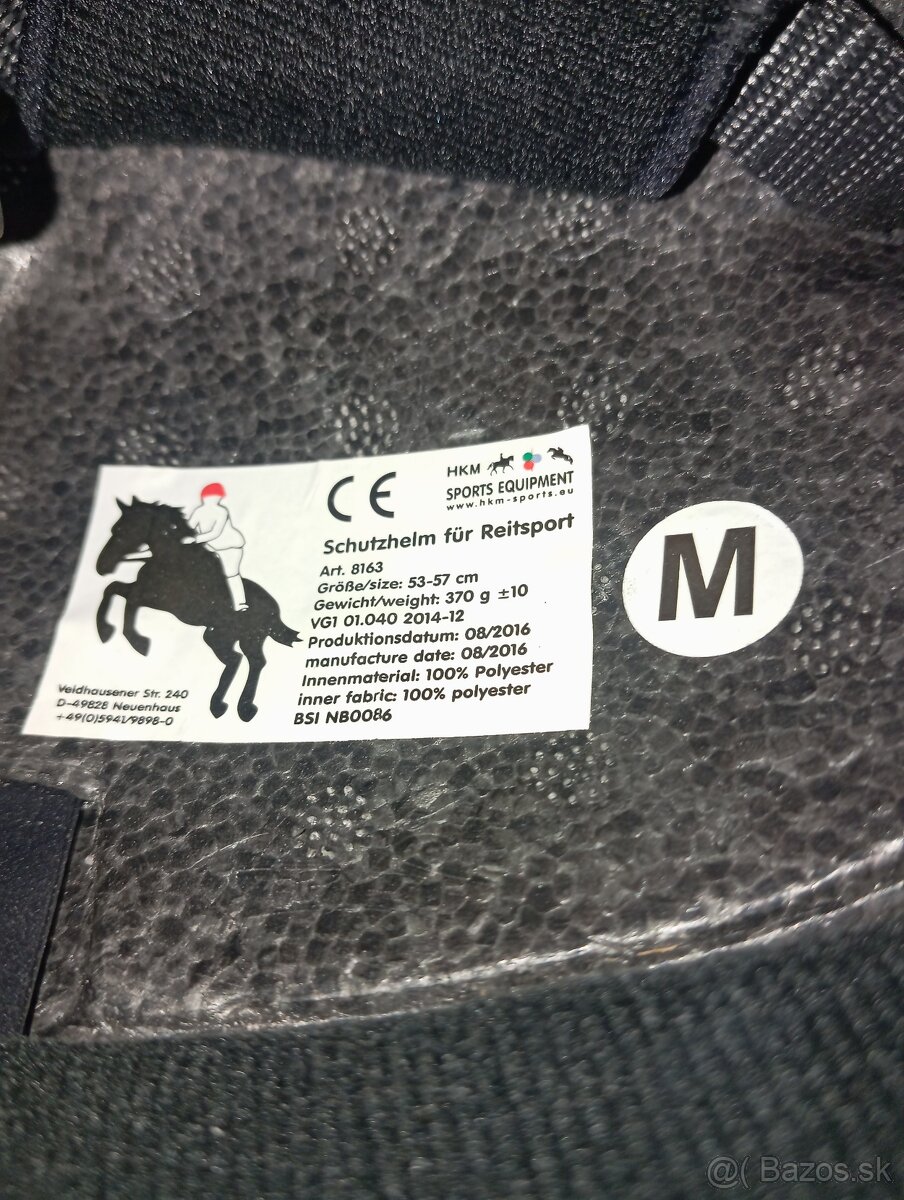 CE
HKM
SPORTS EQUIPMENT
www.hkm-sports.eu
Schutzhelm für Reitsport
Art. 8163
Größe/size: 53-57 cm
Gewicht/weight: 370 g ±10
VG1 01.040 2014-12
Produktionsdatum: 08/2016
manufacture date: 08/2016
Innenmaterial: 100% Polyester
inner fabric: 100% polyester
BSI NB0086
Veldhausener Str. 240
D-49828 Neuenhaus
+49(0)5941/9898-0
M
@( Bazos.sk